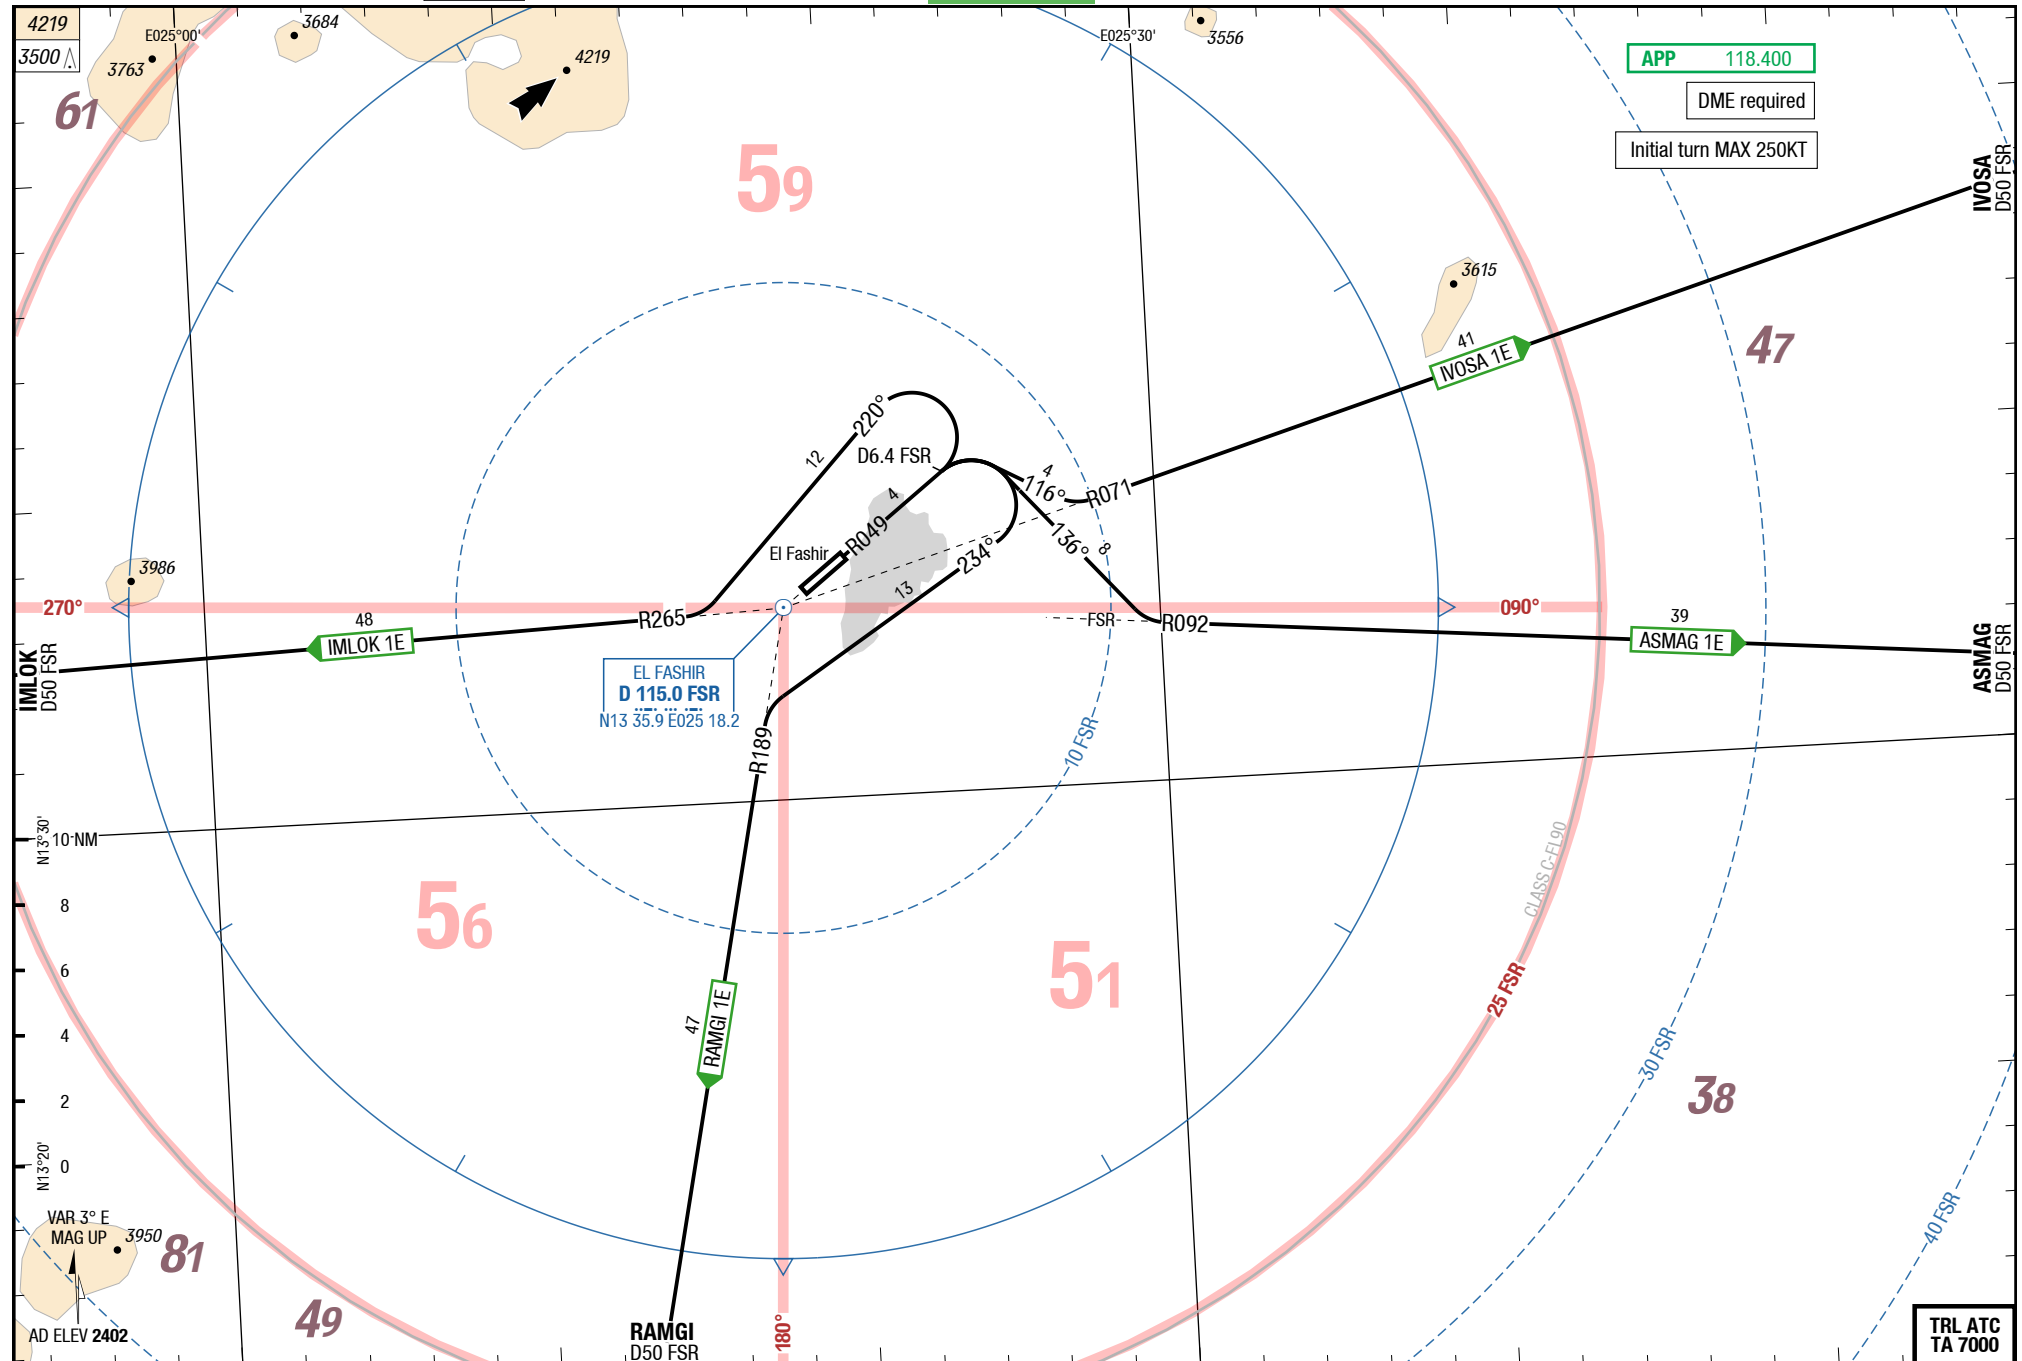 4219
3500
E025°00'
3684
3763
61
4219
E025°30'
3556
APP 118.400
DME required
Initial turn MAX 250KT
59
IVOSA
D50 FSR
3615
47
41
IVOSA 1E
220°
12
D6.4 FSR
4
R049
4
116°
R071
El Fashir
136°
8
234°
13
3986
270°
090°
48
IMLOK 1E
R265
FSR
R092
39
ASMAG 1E
IMLOK
D50 FSR
ASMAG
D50 FSR
EL FASHIR
D 115.0 FSR
N13 35.9 E025 18.2
R189
10 FSR
N13°30'
10 NM
8
6
4
2
0
N13°20'
56
51
CLASS C-FL90
25 FSR
30 FSR
38
47
RAMGI 1E
40 FSR
VAR 3° E
MAG UP
3950
81
49
AD ELEV 2402
RAMGI
D50 FSR
180°
TRL ATC
TA 7000